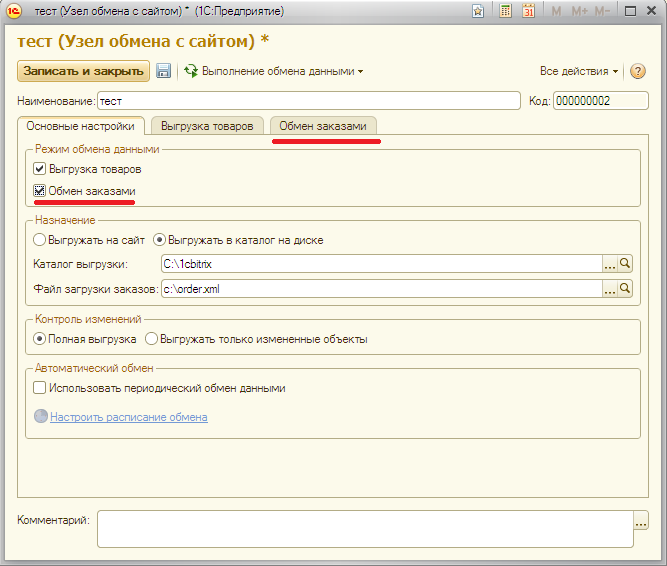 тест (Узел обмена с сайтом) * (1С:Предприятие)
M M+ M-
тест (Узел обмена с сайтом) *
Записать и закрыть Выполнение обмена данными Все действия
Наименование: тест Код: 000000002
Основные настройки Выгрузка товаров Обмен заказами
Режим обмена данными
Выгрузка товаров
Обмен заказами
Назначение
Выгружать на сайт Выгружать в каталог на диске
Каталог выгрузки: C:\1cbitrix ...
Файл загрузки заказов: c:\order.xml ...
Контроль изменений
Полная выгрузка Выгружать только измененные объекты
Автоматический обмен
Использовать периодический обмен данными
Настроить расписание обмена
Комментарий: ...